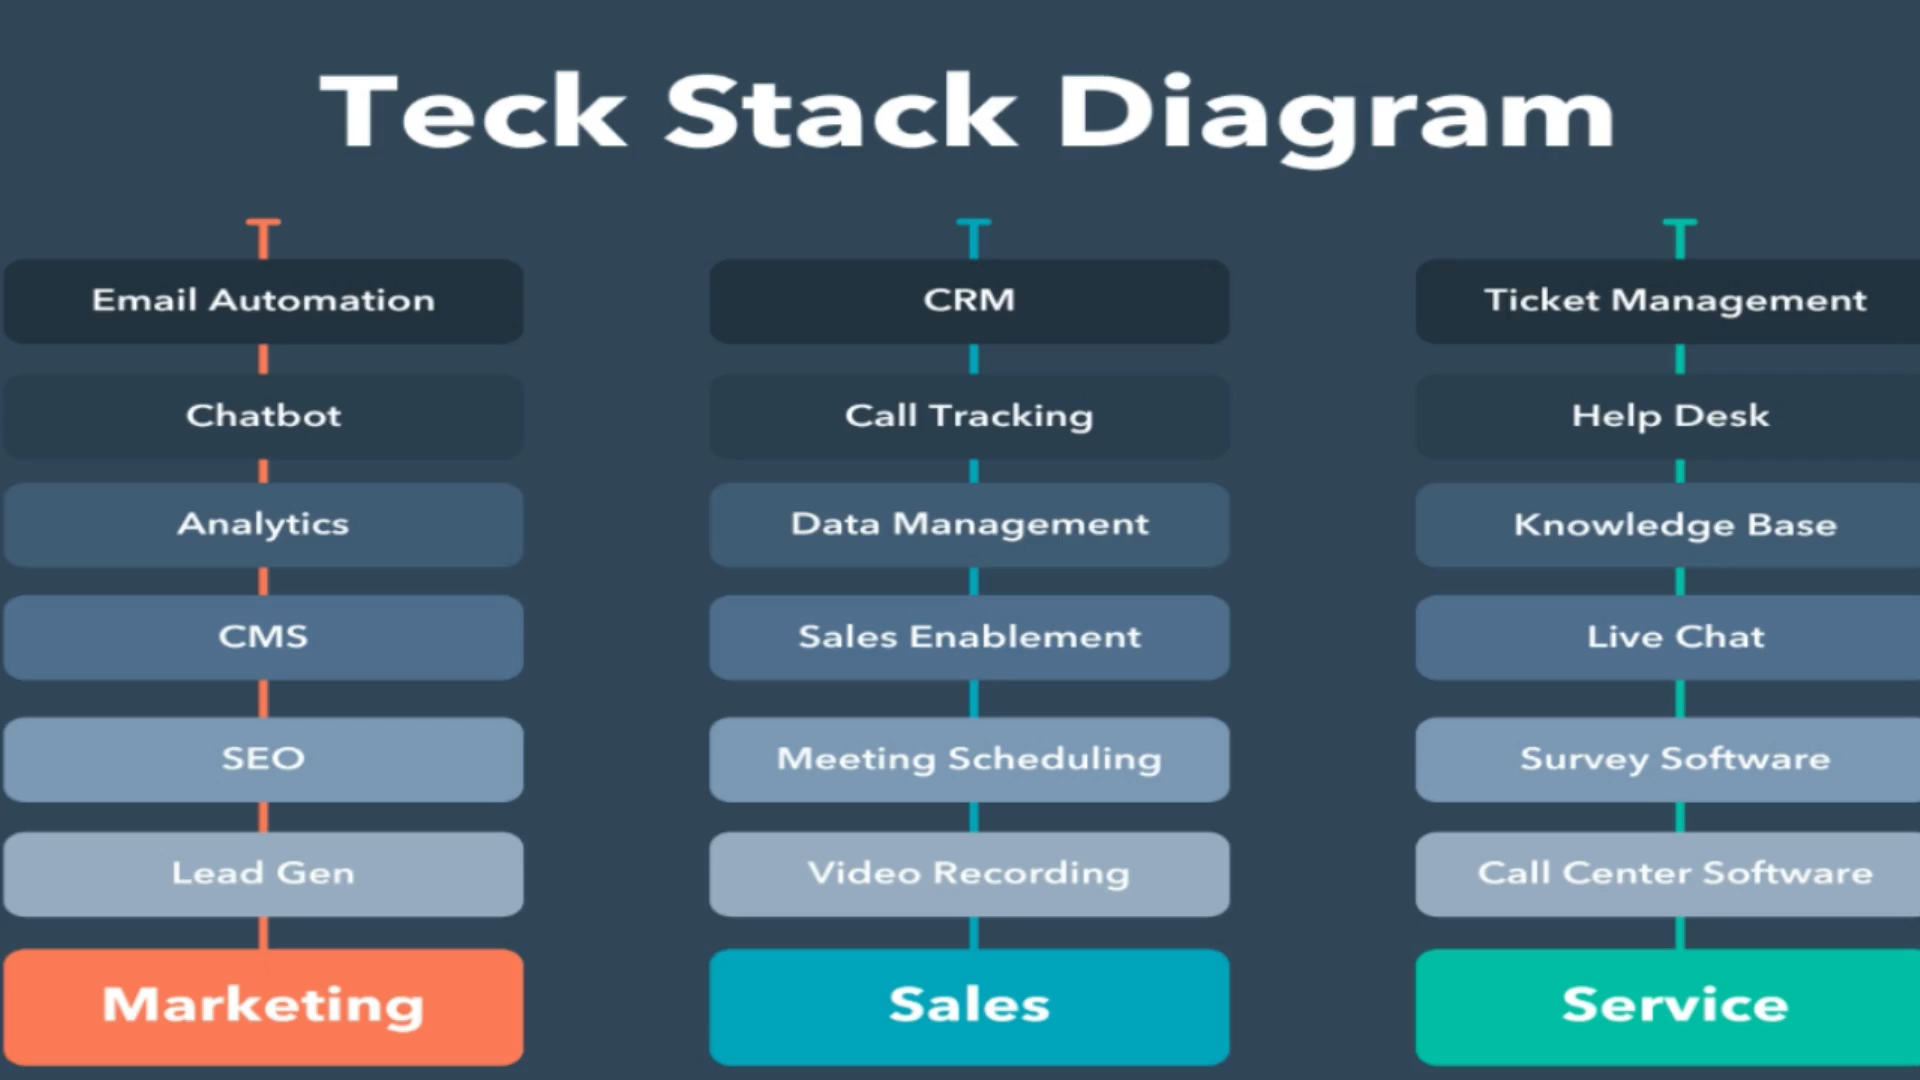 Teck Stack Diagram
Email Automation
Chatbot
Analytics
CMS
SEO
Lead Gen
Marketing
CRM
Call Tracking
Data Management
Sales Enablement
Meeting Scheduling
Video Recording
Sales
Ticket Management
Help Desk
Knowledge Base
Live Chat
Survey Software
Call Center Software
Service